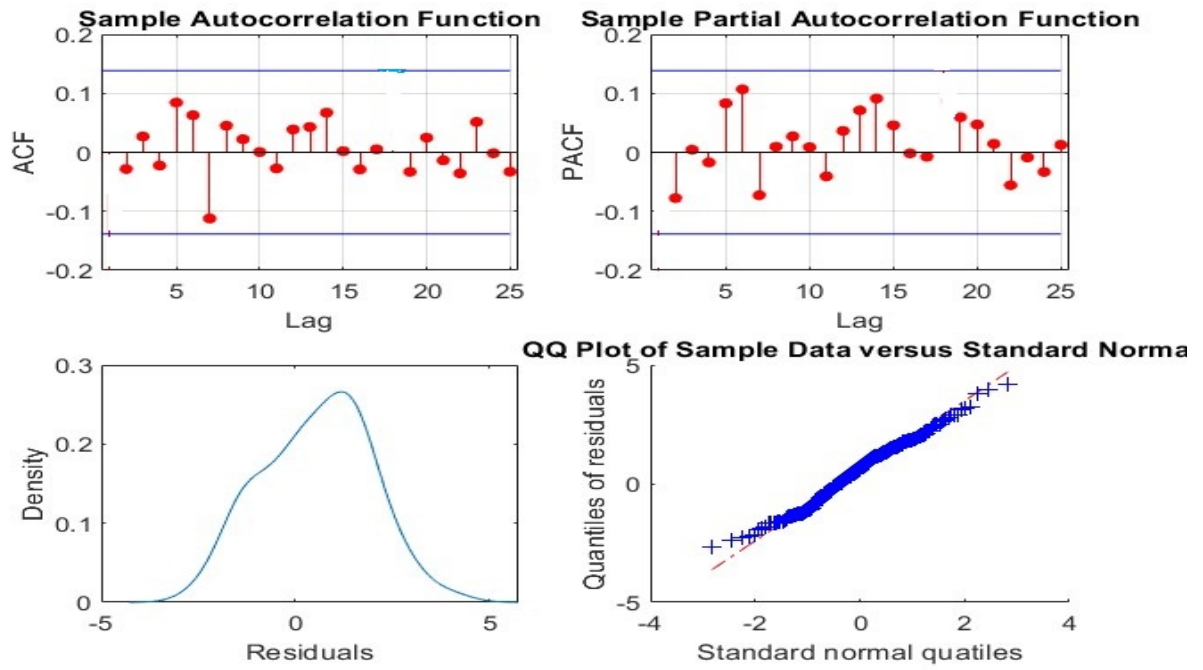 Sample Autocorrelation Function
0.2
0.1
0
-0.1
-0.2
ACF
5 10 15 20 25
Lag
Sample Partial Autocorrelation Function
0.2
0.1
0
-0.1
-0.2
PACF
5 10 15 20 25
Lag
0.3
0.2
0.1
0
Density
-5 0 5
Residuals
QQ Plot of Sample Data versus Standard Norma
5
0
-5
Quantiles of residuals
-4 -2 0 2 4
Standard normal quatiles